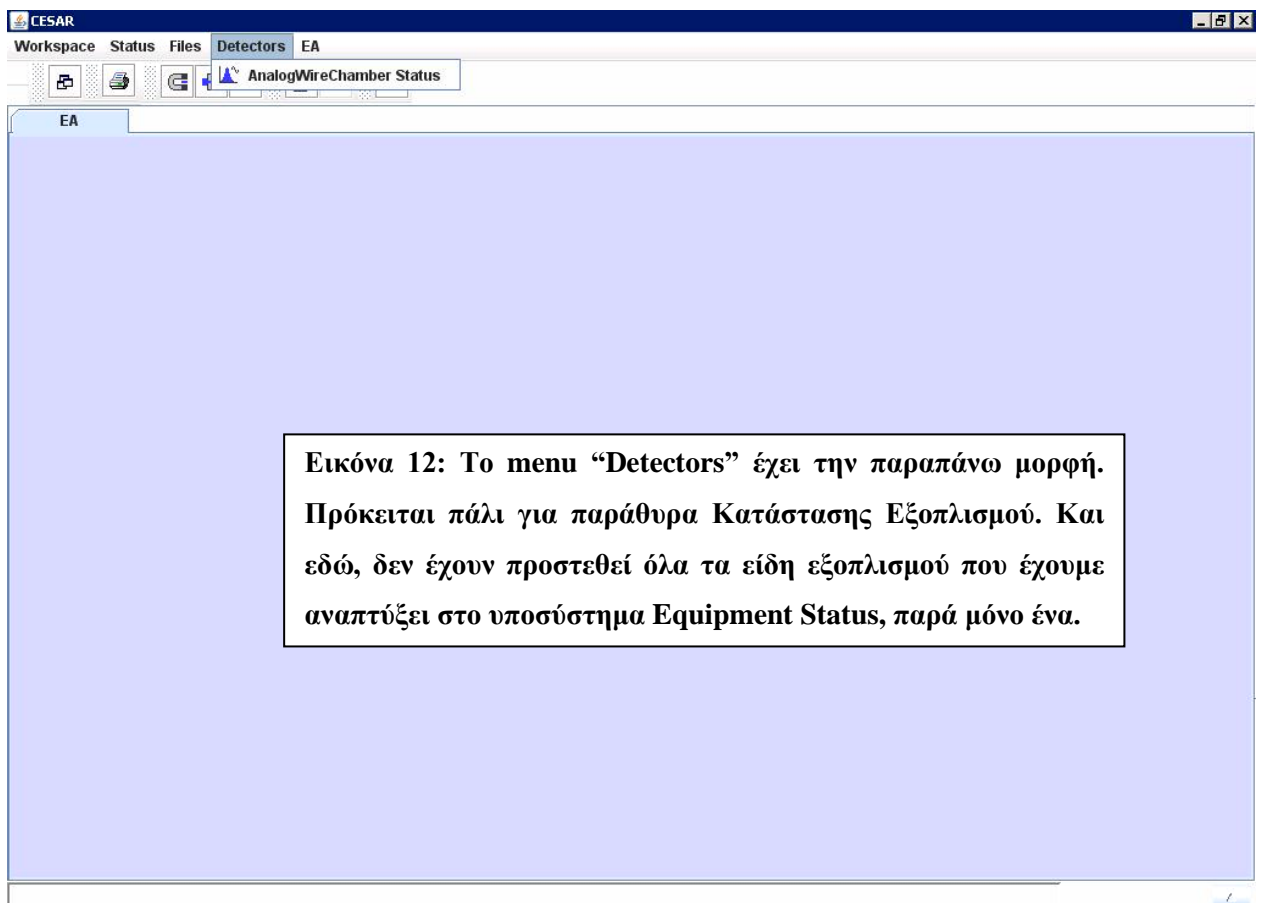 CESAR
Workspace Status Files Detectors EA
AnalogWireChamber Status
EA
Εικόνα 12: Το menu “Detectors” έχει την παραπάνω μορφή.
Πρόκειται πάλι για παράθυρα Κατάστασης Εξοπλισμού. Και
εδώ, δεν έχουν προστεθεί όλα τα είδη εξοπλισμού που έχουμε
αναπτύξει στο υποσύστημα Equipment Status, παρά μόνο ένα.